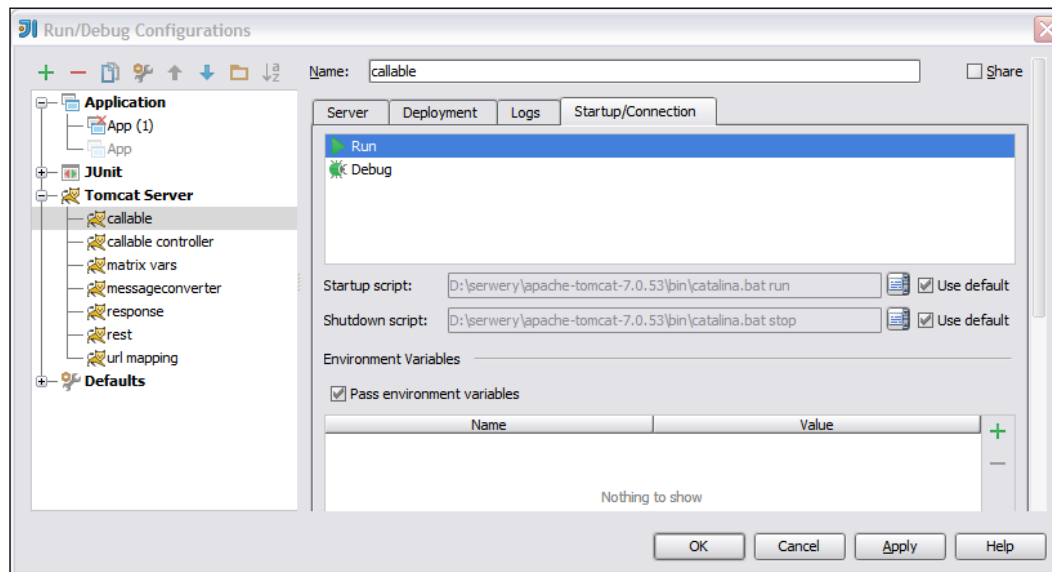 Run/Debug Configurations
Name: callable Share
Application
App (1)
App
JUnit
Tomcat Server
callable
callable controller
matrix vars
messageconverter
response
rest
url mapping
Defaults
Server Deployment Logs Startup/Connection
Run
Debug
Startup script: D:\serwery\apache-tomcat-7.0.53\bin\catalina.bat run Use default
Shutdown script: D:\serwery\apache-tomcat-7.0.53\bin\catalina.bat stop Use default
Environment Variables
Pass environment variables
Name Value
Nothing to show
OK Cancel Apply Help